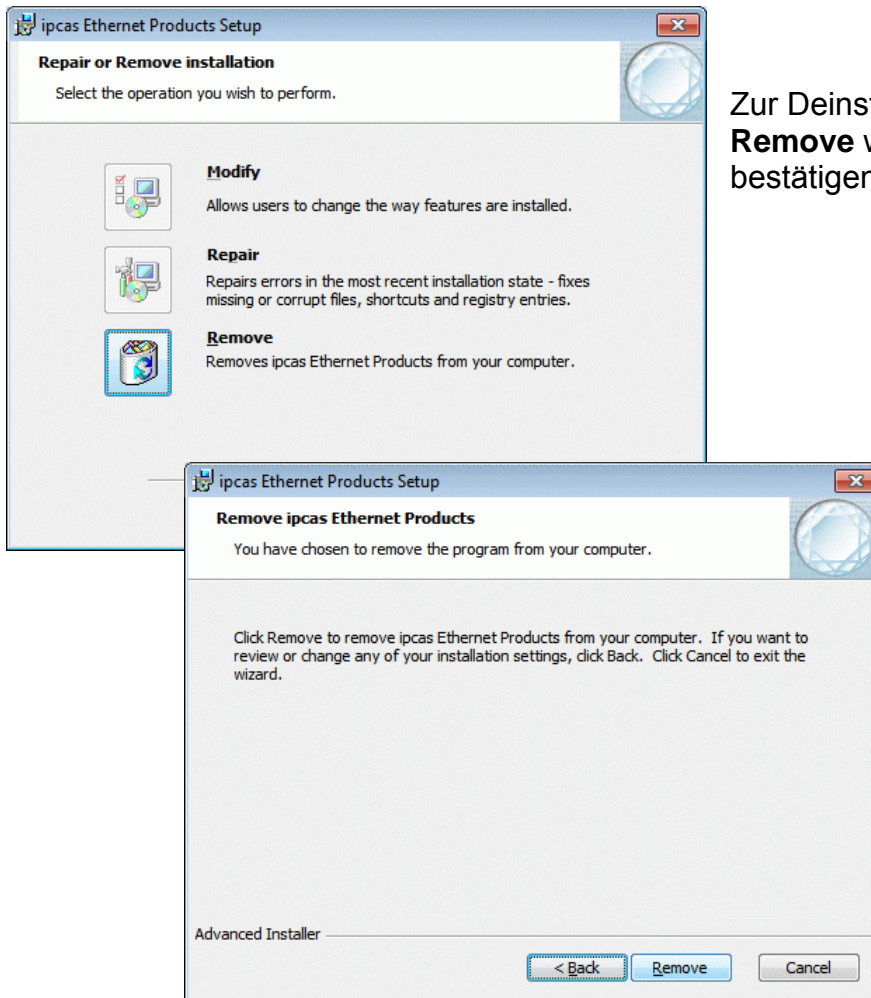 ipcas Ethernet Products Setup
Repair or Remove installation
Select the operation you wish to perform.
Modify
Allows users to change the way features are installed.
Repair
Repairs errors in the most recent installation state - fixes
missing or corrupt files, shortcuts and registry entries.
Remove
Removes ipcas Ethernet Products from your computer.
Zur
Remove
ipcas Ethernet Products Setup
Remove ipcas Ethernet Products
You have chosen to remove the program from your computer.
Click Remove to remove ipcas Ethernet Products from your computer.  If you want to
review or change any of your installation settings, click Back.  Click Cancel to exit the
wizard.
Advanced Installer
< Back
Remove
Cancel